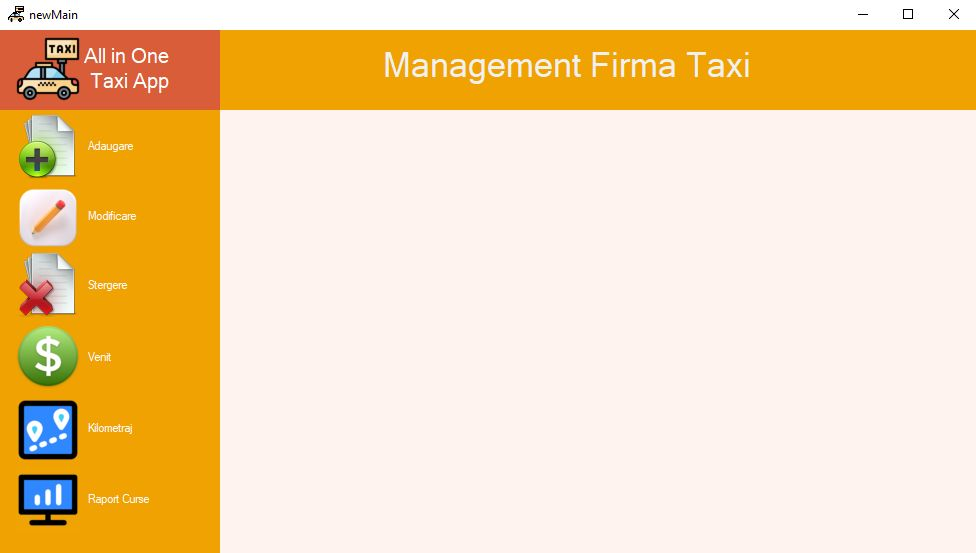 newMain
TAXI
All in One
Taxi App
Management Firma Taxi
Adaugare
Modificare
Stergere
Venit
Kilometraj
Raport Curse